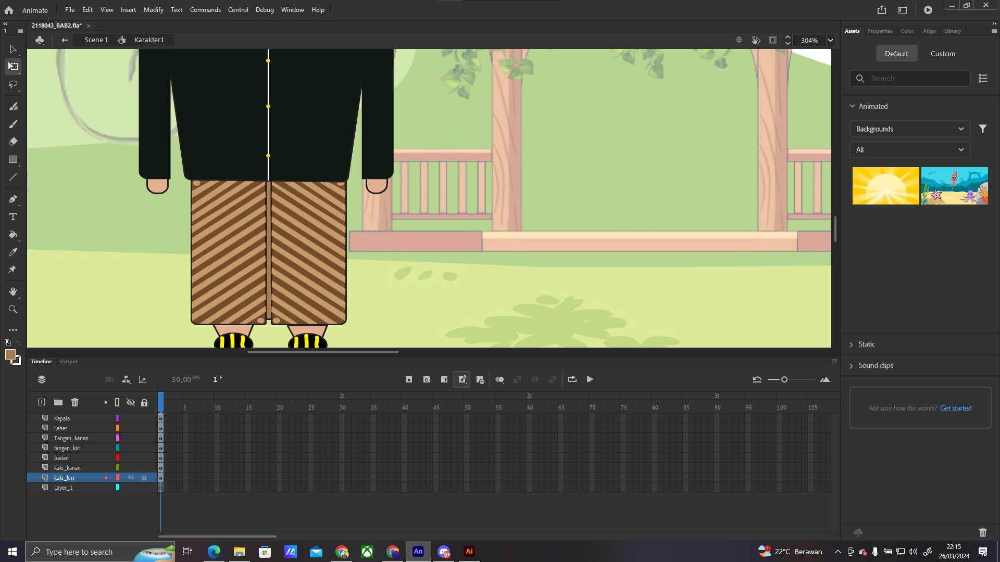 Animate File Edit View Insert Modify Text Commands Control Debug Window Help
2118043_BAB2.fla*
Scene 1 Karakter1 304%
Assets Properties Color Align Library
Default Custom
Search
Animated
Backgrounds
All
Static
Sound clips
Not sure how this works? Get started
Timeline Output
30,00 FPS 1 F
1s 2s 3s
5 10 15 20 25 30 35 40 45 50 55 60 65 70 75 80 85 90 95 100 105
Kepala
Leher
Tangan_kanan
tangan_kiri
badan
kaki_kanan
kaki_kiri
Layer_1
Type here to search
An
9+
Ai
1
22°C Berawan
22:15
26/03/2024